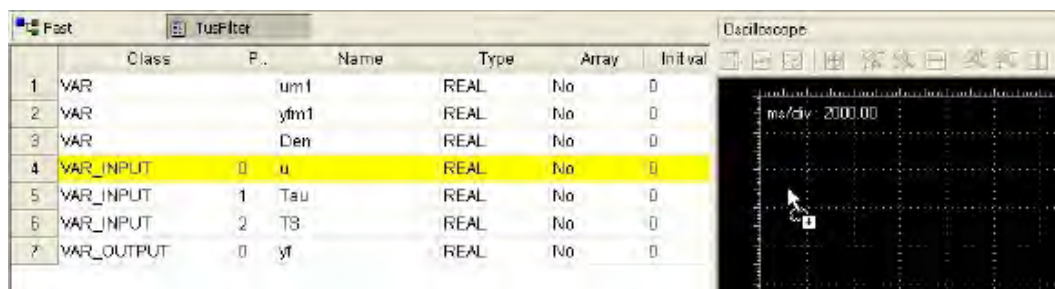 Fast TusFilter Oscilloscope
Class P.. Name Type Array Init val
1 VAR um1 REAL No 0
2 VAR yfm1 REAL No 0
3 VAR Den REAL No 0
4 VAR_INPUT 0 u REAL No 0
5 VAR_INPUT 1 Tau REAL No 0
6 VAR_INPUT 2 TS REAL No 0
7 VAR_OUTPUT 0 yf REAL No 0
ms/div : 2000.00